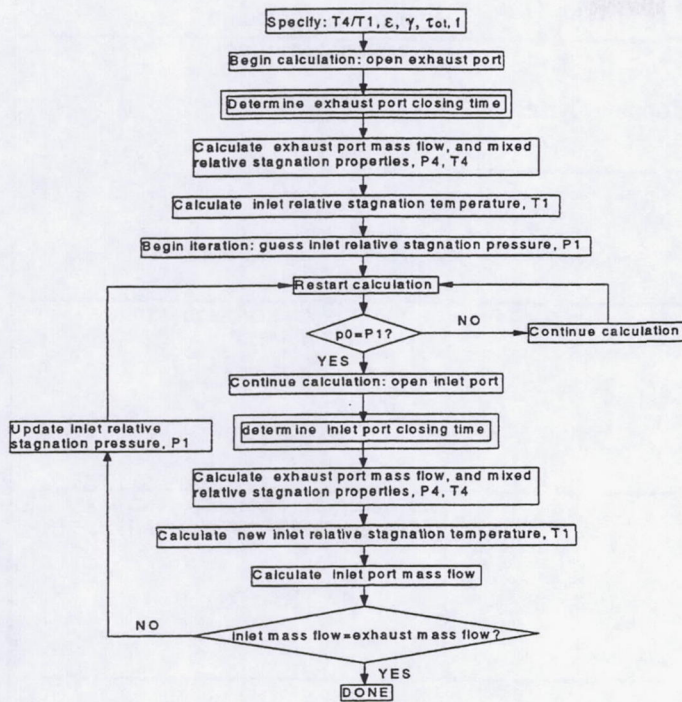 Specify: T4/T1, ε, γ, τot, 1
Begin calculation: open exhaust port
Determine exhaust port closing time
Calculate exhaust port mass flow, and mixed
relative stagnation properties, P4, T4
Calculate inlet relative stagnation temperature, T1
Begin iteration: guess inlet relative stagnation pressure, P1
Restart calculation
p0=P1?
NO
Continue calculation
YES
Continue calculation: open inlet port
Update inlet relative
stagnation pressure, P1
determine inlet port closing time
Calculate exhaust port mass flow, and mixed
relative stagnation properties, P4, T4
Calculate new inlet relative stagnation temperature, T1
Calculate inlet port mass flow
NO
inlet mass flow=exhaust mass flow?
YES
DONE